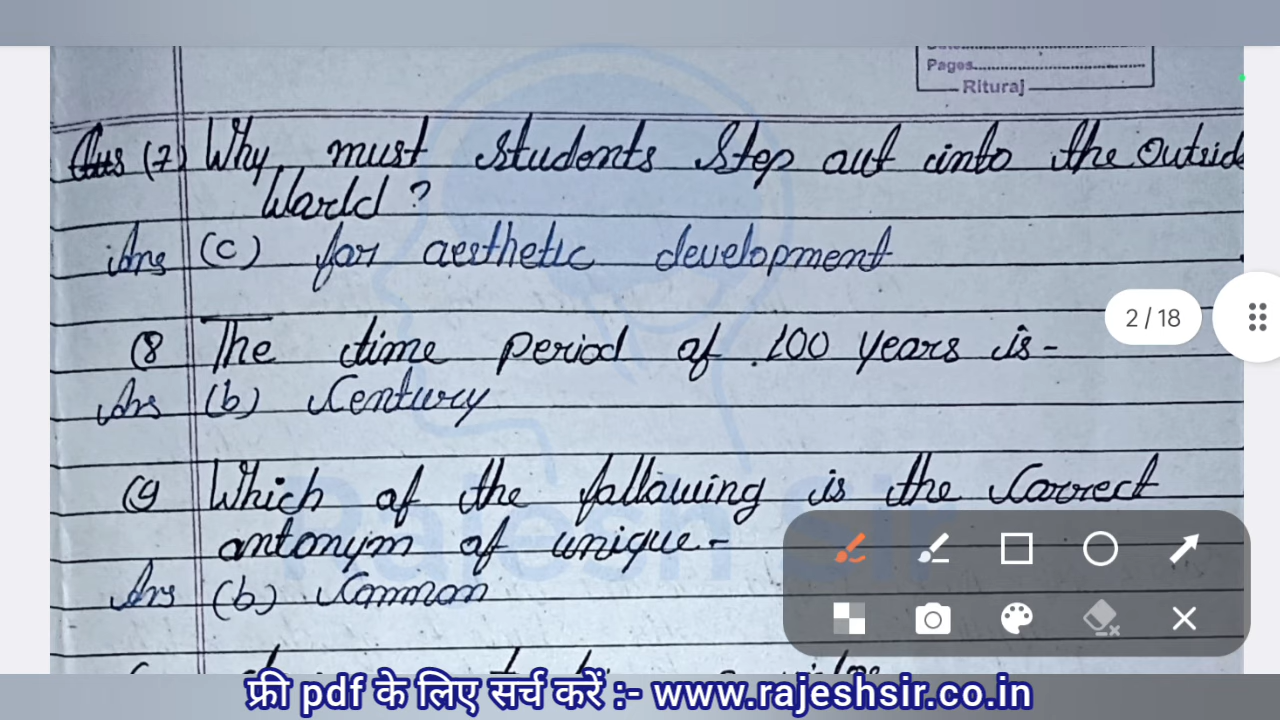 Pages
Rituraj
Ques (7) Why must students step out into the outside
World ?
Ans (c) for aesthetic development
2 / 18
(8 The time period of 100 years is -
Ans (b) Century
(9 Which of the following is the correct
antonym of unique -
Ans (b) Common
Rajesh Sir
फ्री pdf के लिए सर्च करें :- www.rajeshsir.co.in